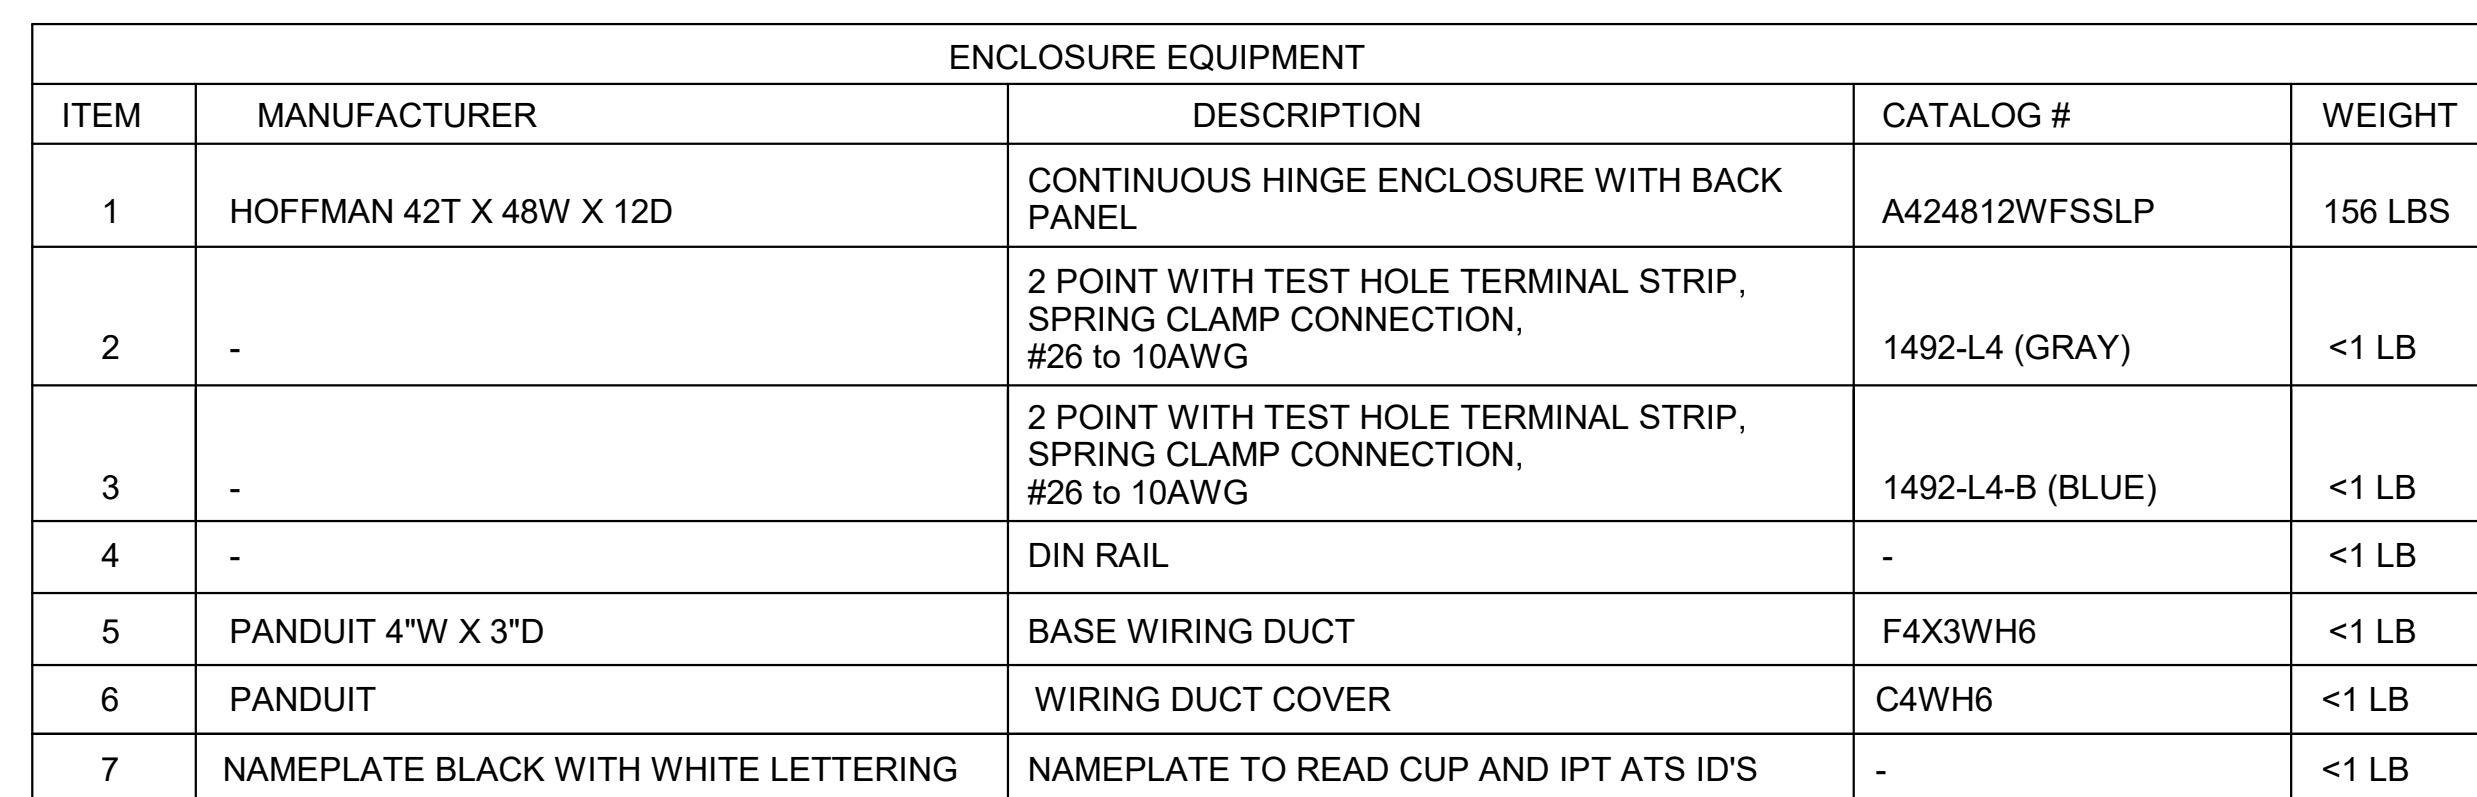 ENCLOSURE EQUIPMENT
ITEM MANUFACTURER DESCRIPTION CATALOG # WEIGHT
1 HOFFMAN 42T X 48W X 12D CONTINUOUS HINGE ENCLOSURE WITH BACK
PANEL A424812WFSSLP 156 LBS
2 - 2 POINT WITH TEST HOLE TERMINAL STRIP,
SPRING CLAMP CONNECTION,
#26 to 10AWG 1492-L4 (GRAY) <1 LB
3 - 2 POINT WITH TEST HOLE TERMINAL STRIP,
SPRING CLAMP CONNECTION,
#26 to 10AWG 1492-L4-B (BLUE) <1 LB
4 - DIN RAIL - <1 LB
5 PANDUIT 4"W X 3"D BASE WIRING DUCT F4X3WH6 <1 LB
6 PANDUIT WIRING DUCT COVER C4WH6 <1 LB
7 NAMEPLATE BLACK WITH WHITE LETTERING NAMEPLATE TO READ CUP AND IPT ATS ID'S - <1 LB